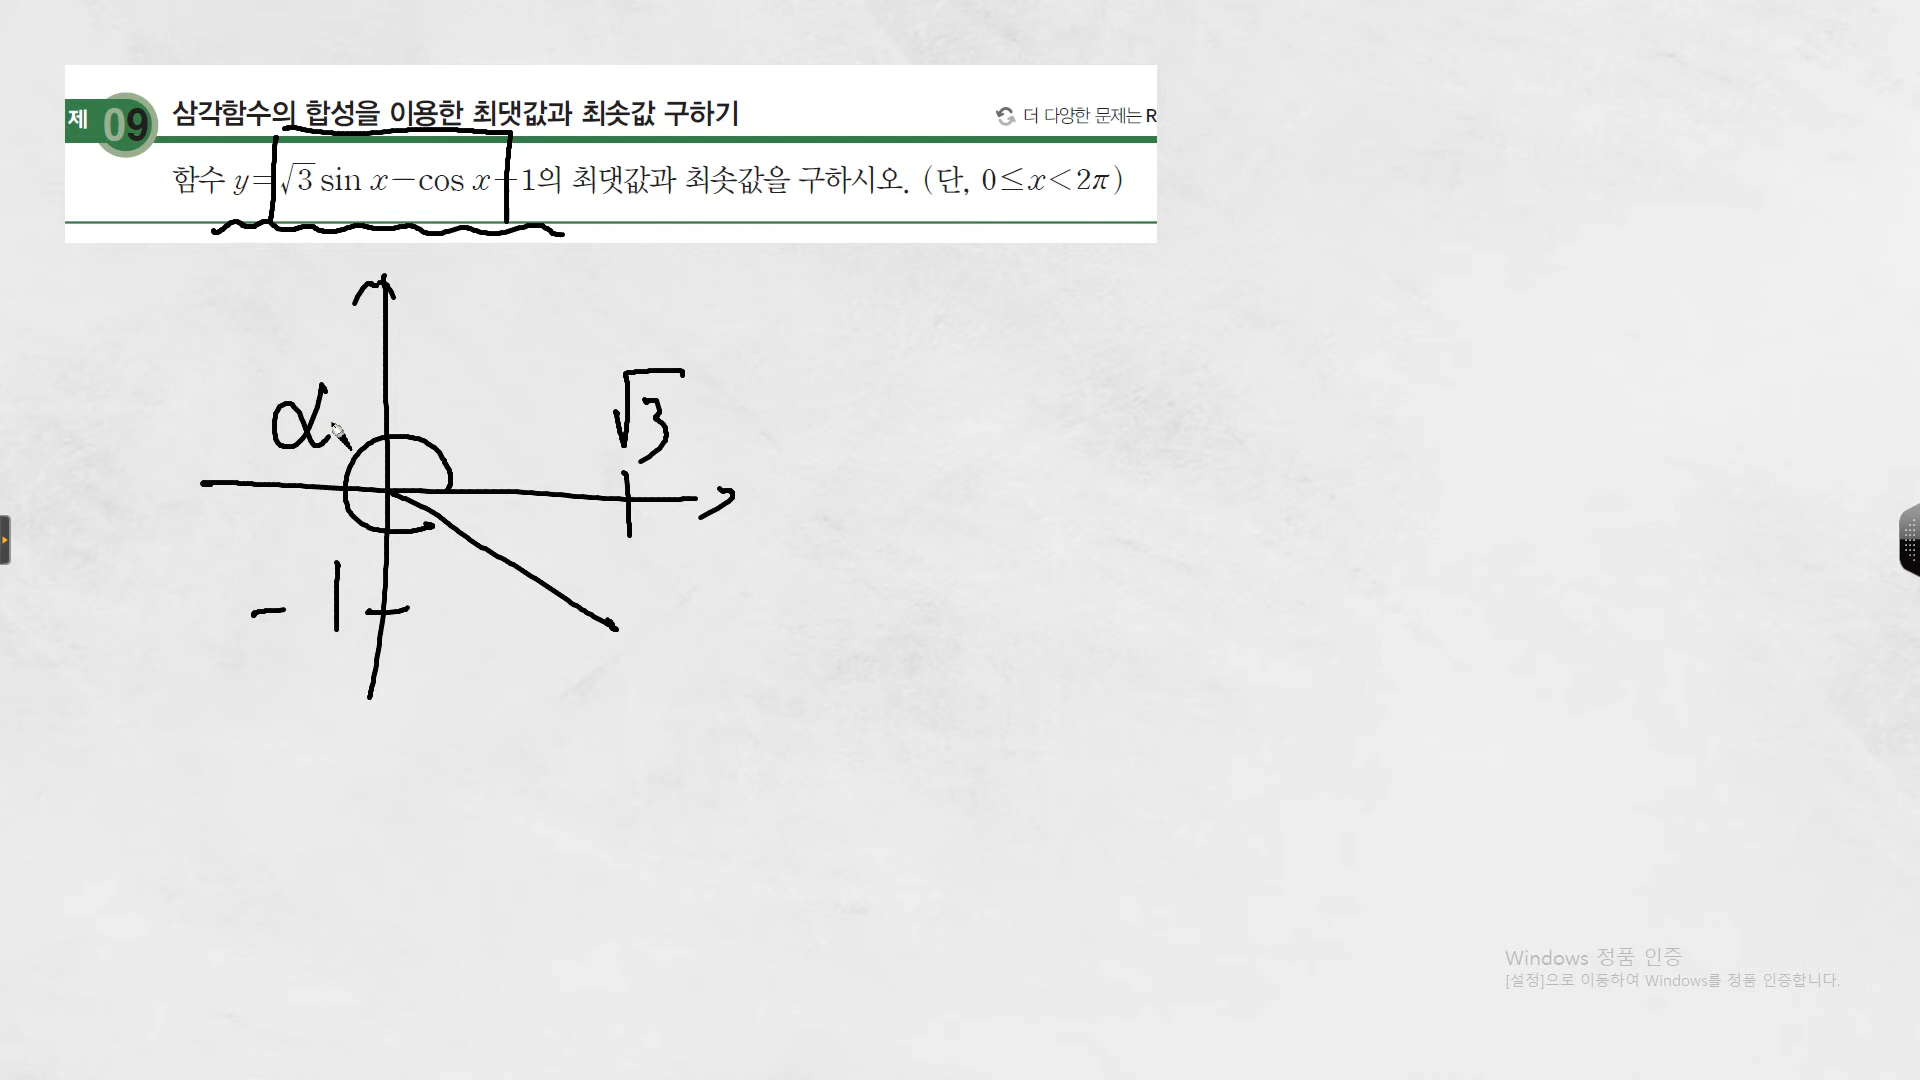 제 09 삼각함수의 합성을 이용한 최댓값과 최솟값 구하기 더 다양한 문제는 R
함수 y=√3 sin x−cos x−1의 최댓값과 최솟값을 구하시오. (단, 0≤x<2π)
√3
α
- 1
Windows 정품 인증
[설정]으로 이동하여 Windows를 정품 인증합니다.